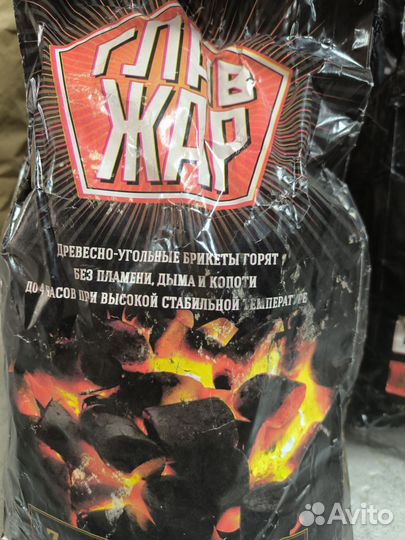 ГЛАВ
ЖАР
ДРЕВЕСНО-УГОЛЬНЫЕ БРИКЕТЫ ГОРЯТ
БЕЗ ПЛАМЕНИ, ДЫМА И КОПОТИ
ДО 4 ЧАСОВ ПРИ ВЫСОКОЙ СТАБИЛЬНОЙ ТЕМПЕРАТУРЕ
Avito